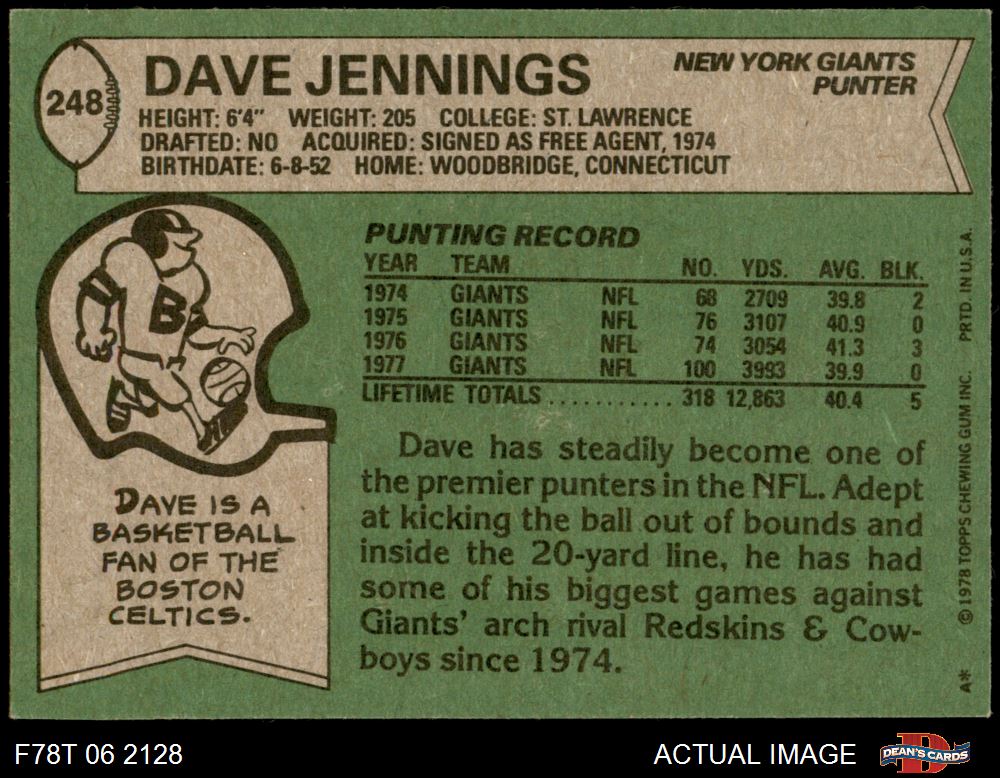 248
DAVE JENNINGS
NEW YORK GIANTS
PUNTER
HEIGHT: 6'4" WEIGHT: 205 COLLEGE: ST. LAWRENCE
DRAFTED: NO ACQUIRED: SIGNED AS FREE AGENT, 1974
BIRTHDATE: 6-8-52 HOME: WOODBRIDGE, CONNECTICUT
B
DAVE IS A
BASKETBALL
FAN OF THE
BOSTON
CELTICS.
PUNTING RECORD
YEAR TEAM NO. YDS. AVG. BLK.
1974 GIANTS NFL 68 2709 39.8 2
1975 GIANTS NFL 76 3107 40.9 0
1976 GIANTS NFL 74 3054 41.3 3
1977 GIANTS NFL 100 3993 39.9 0
LIFETIME TOTALS ............ 318 12,863 40.4 5
Dave has steadily become one of
the premier punters in the NFL. Adept
at kicking the ball out of bounds and
inside the 20-yard line, he has had
some of his biggest games against
Giants' arch rival Redskins & Cow-
boys since 1974.
A* © 1978 TOPPS CHEWING GUM INC. PRTD. IN U.S.A.
F78T 06 2128
ACTUAL IMAGE
D
DEAN'S CARDS